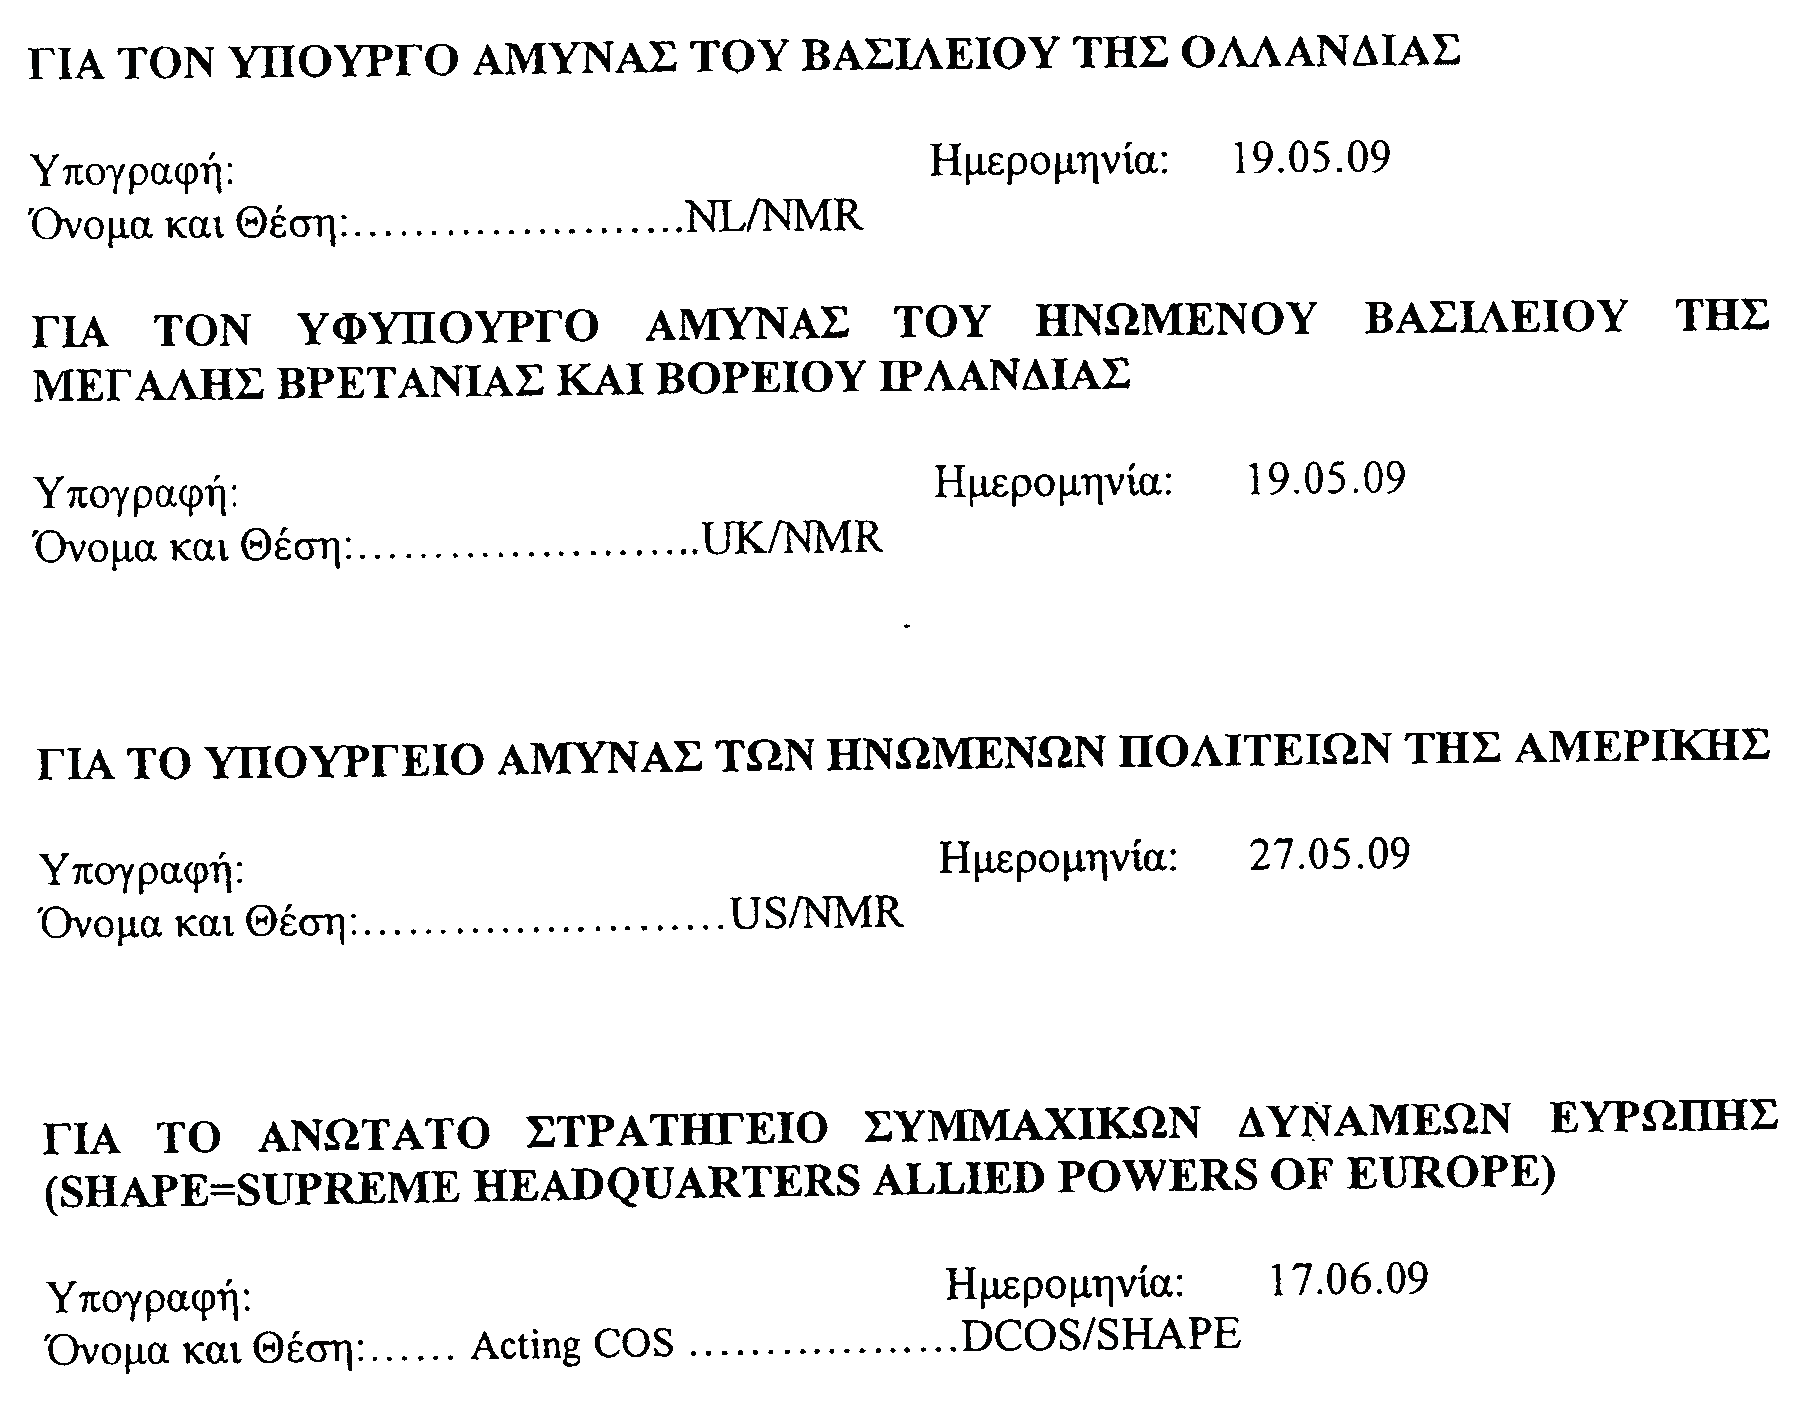 ΓΙΑ ΤΟΝ ΥΠΟΥΡΓΟ ΑΜΥΝΑΣ ΤΟΥ ΒΑΣΙΛΕΙΟΥ ΤΗΣ ΟΛΛΑΝΔΙΑΣ
Υπογραφή: Ημερομηνία: 19.05.09
Όνομα και Θέση:......................NL/NMR
ΓΙΑ ΤΟΝ ΥΦΥΠΟΥΡΓΟ ΑΜΥΝΑΣ ΤΟΥ ΗΝΩΜΕΝΟΥ ΒΑΣΙΛΕΙΟΥ ΤΗΣ
ΜΕΓΑΛΗΣ ΒΡΕΤΑΝΙΑΣ ΚΑΙ ΒΟΡΕΙΟΥ ΙΡΛΑΝΔΙΑΣ
Υπογραφή: Ημερομηνία: 19.05.09
Όνομα και Θέση:.......................UK/NMR
ΓΙΑ ΤΟ ΥΠΟΥΡΓΕΙΟ ΑΜΥΝΑΣ ΤΩΝ ΗΝΩΜΕΝΩΝ ΠΟΛΙΤΕΙΩΝ ΤΗΣ ΑΜΕΡΙΚΗΣ
Υπογραφή: Ημερομηνία: 27.05.09
Όνομα και Θέση:........................US/NMR
ΓΙΑ ΤΟ ΑΝΩΤΑΤΟ ΣΤΡΑΤΗΓΕΙΟ ΣΥΜΜΑΧΙΚΩΝ ΔΥΝΑΜΕΩΝ ΕΥΡΩΠΗΣ
(SHAPE=SUPREME HEADQUARTERS ALLIED POWERS OF EUROPE)
Υπογραφή: Ημερομηνία: 17.06.09
Όνομα και Θέση:...... Acting COS ..................DCOS/SHAPE